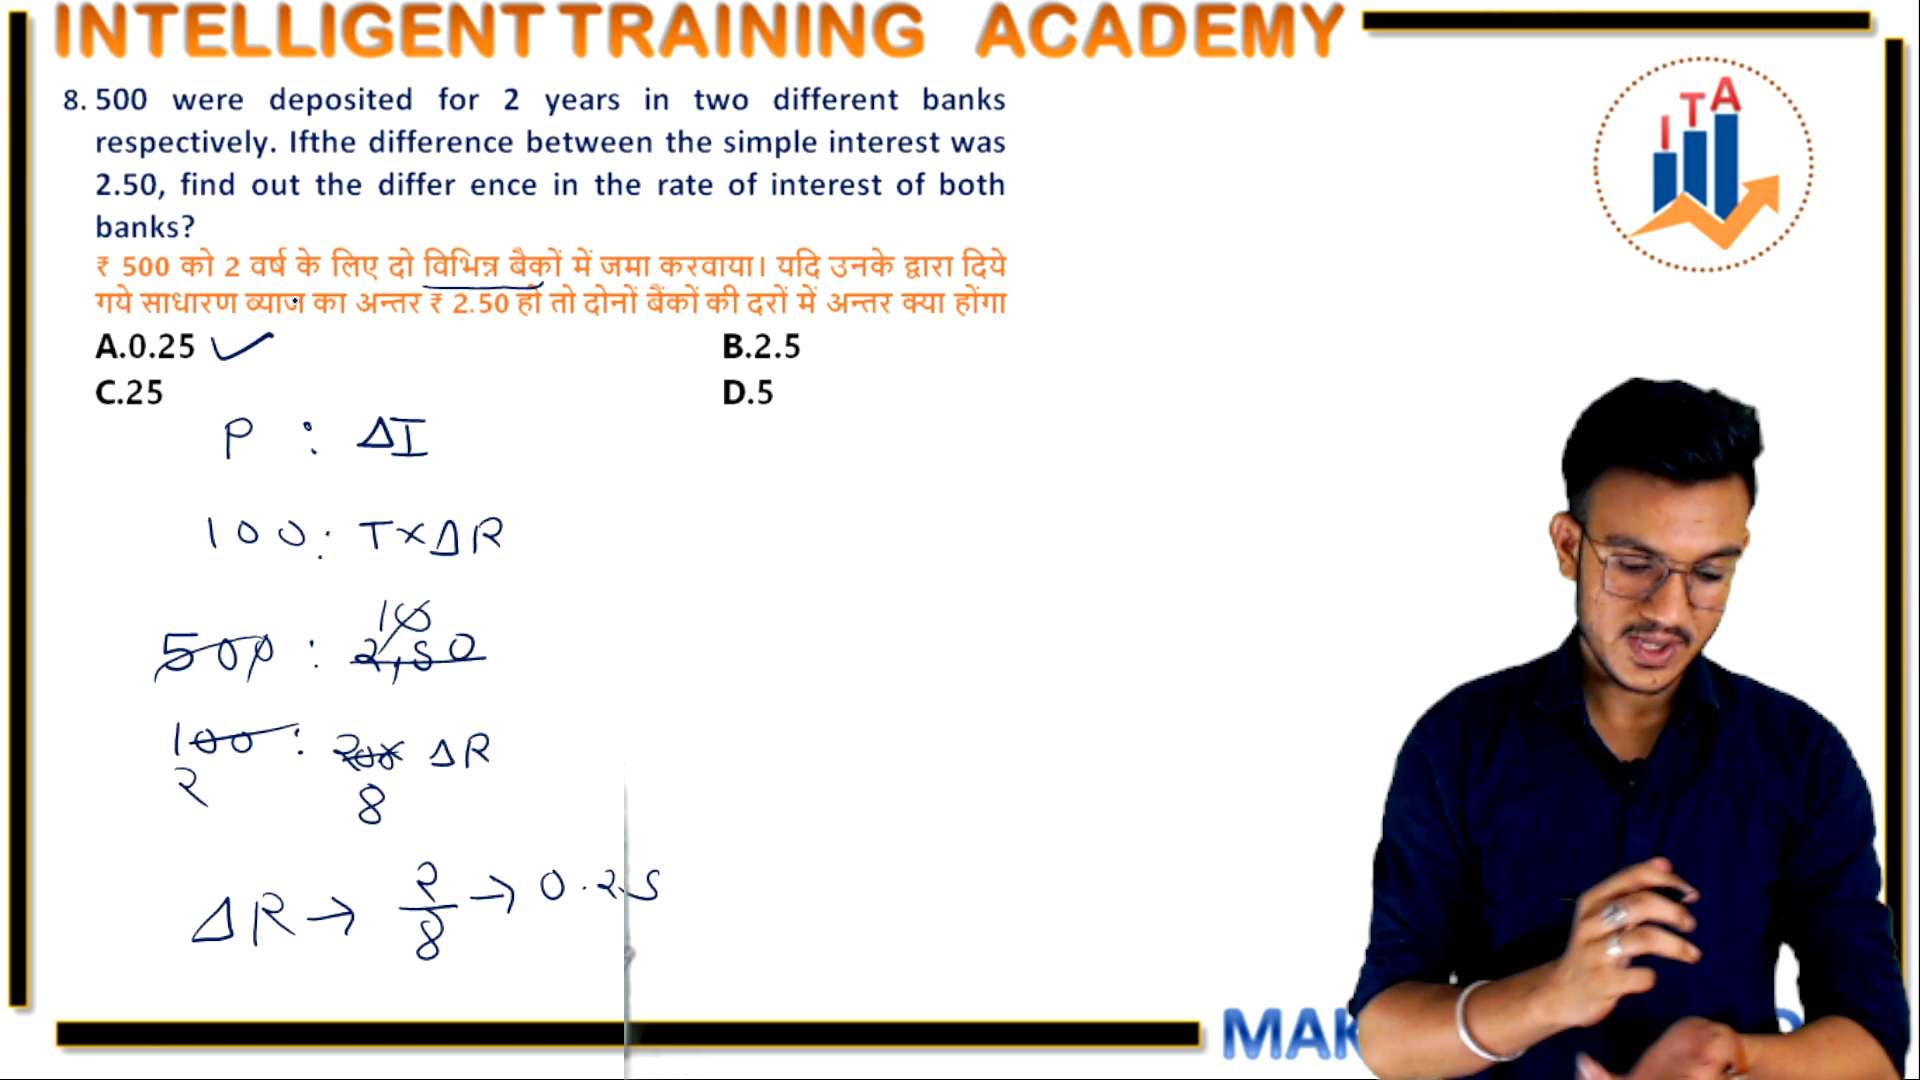 INTELLIGENT TRAINING ACADEMY
I T A
8. 500 were deposited for 2 years in two different banks
respectively. Ifthe difference between the simple interest was
2.50, find out the differ ence in the rate of interest of both
banks?
₹ 500 को 2 वर्ष के लिए दो विभिन्न बैकों में जमा करवाया। यदि उनके द्वारा दिये
गये साधारण ब्याज का अन्तर ₹ 2.50 हो तो दोनों बैंकों की दरों में अन्तर क्या होंगा
A.0.25 B.2.5
C.25 D.5
P : ΔI
100: T×ΔR
10
500 : 2.50
100 : ΔR
2 8
ΔR → 2/8 → 0.25